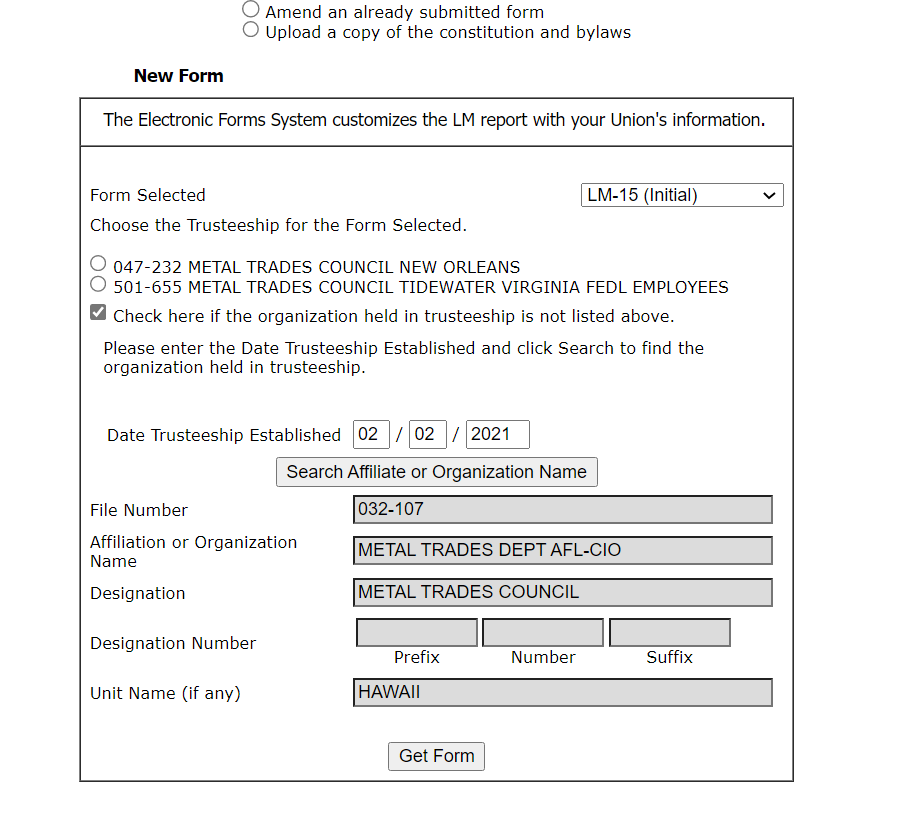 Amend an already submitted form
Upload a copy of the constitution and bylaws
New Form
The Electronic Forms System customizes the LM report with your Union's information.
Form Selected
LM-15 (Initial)
Choose the Trusteeship for the Form Selected.
047-232 METAL TRADES COUNCIL NEW ORLEANS
501-655 METAL TRADES COUNCIL TIDEWATER VIRGINIA FEDL EMPLOYEES
Check here if the organization held in trusteeship is not listed above.
Please enter the Date Trusteeship Established and click Search to find the
organization held in trusteeship.
Date Trusteeship Established 02 / 02 / 2021
Search Affiliate or Organization Name
File Number 032-107
Affiliation or Organization
Name
METAL TRADES DEPT AFL-CIO
Designation METAL TRADES COUNCIL
Designation Number
Prefix Number Suffix
Unit Name (if any) HAWAII
Get Form